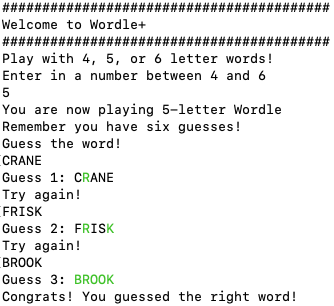 #########################################
Welcome to Wordle+
#########################################
Play with 4, 5, or 6 letter words!
Enter in a number between 4 and 6
5
You are now playing 5-letter Wordle
Remember you have six guesses!
Guess the word!
CRANE
Guess 1: CRANE
Try again!
FRISK
Guess 2: FRISK
Try again!
BROOK
Guess 3: BROOK
Congrats! You guessed the right word!